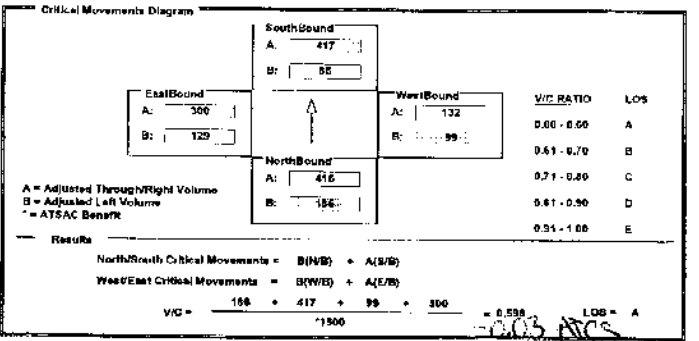 Critical Movements Diagram
SouthBound
A: 417
B:
EastBound
A: 300
B: 129
WestBound
A: 132
B: 99
NorthBound
A: 416
B: 166
V/C RATIO LOS
0.00 - 0.60 A
0.61 - 0.70 B
0.71 - 0.80 C
0.81 - 0.90 D
0.91 - 1.00 E
A = Adjusted Through/Right Volume
B = Adjusted Left Volume
* = ATSAC Benefit
Results
North/South Critical Movements = B(N/B) + A(S/B)
West/East Critical Movements = B(W/B) + A(E/B)
V/C = 166 + 417 + 99 + 300 = 0.598 LOS = A
*1500
-0.03 ATCS